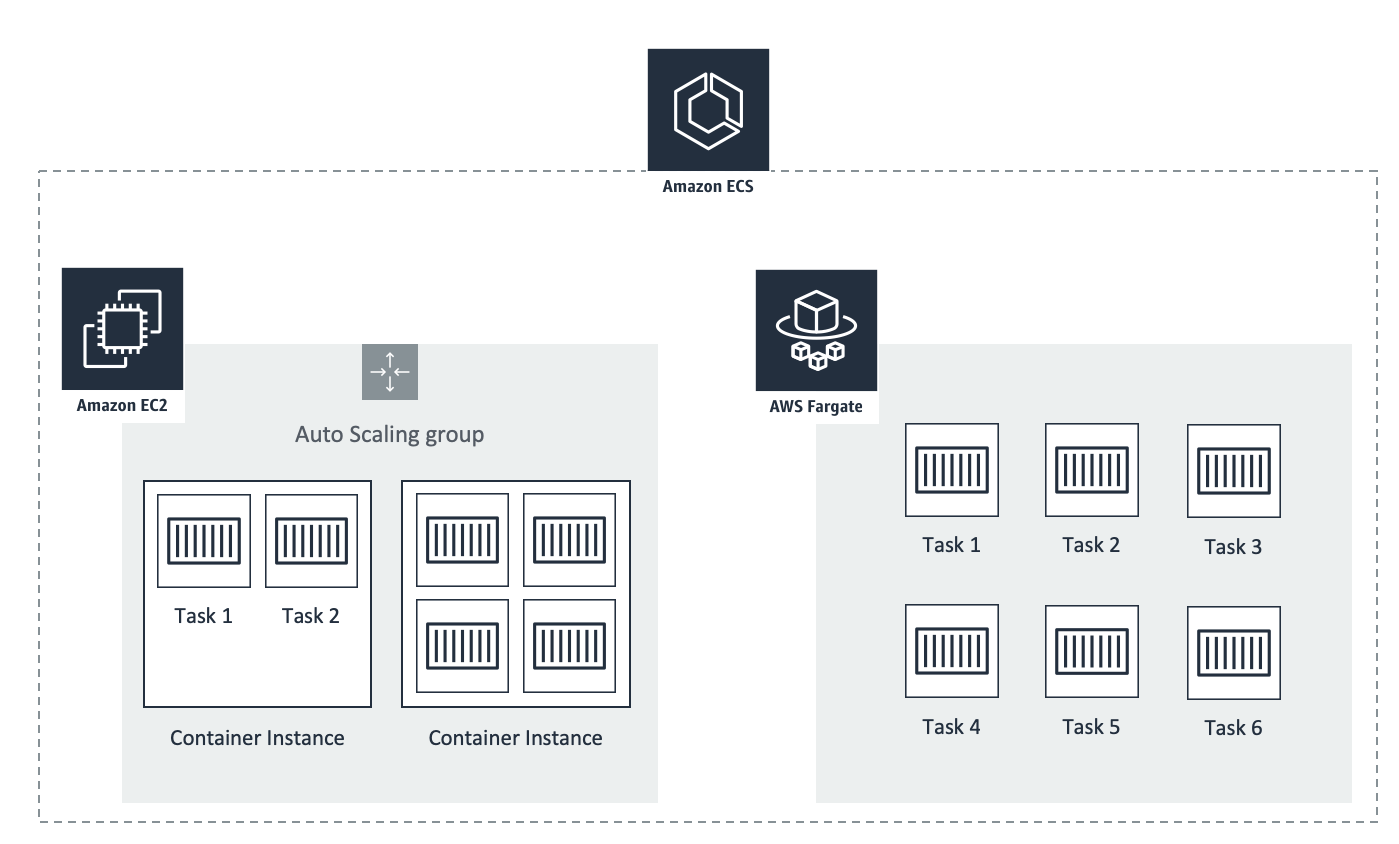 Amazon ECS
Amazon EC2
Auto Scaling group
Task 1
Task 2
Container Instance
Container Instance
AWS Fargate
Task 1
Task 2
Task 3
Task 4
Task 5
Task 6